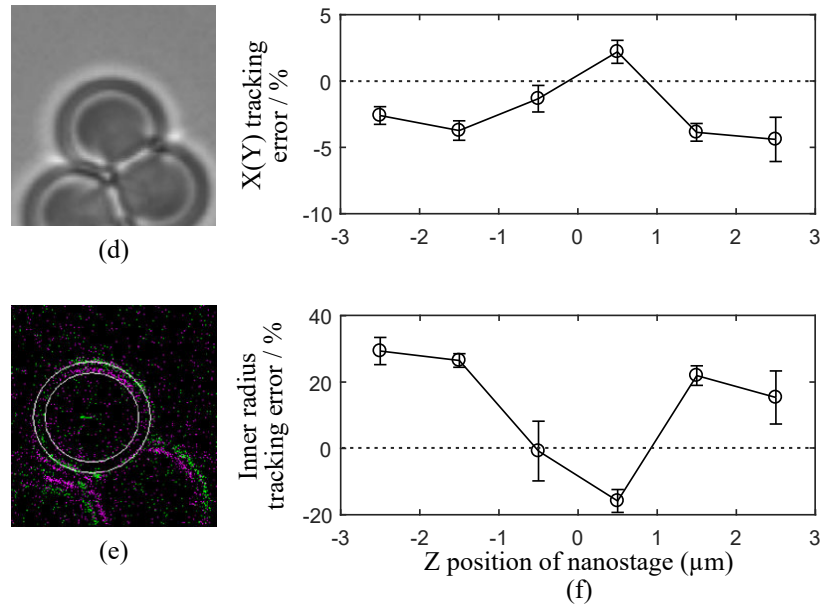 (d)
X(Y) tracking
error / %
5
0
-5
-10
-3 -2 -1 0 1 2 3
(e)
Inner radius
tracking error / %
40
20
0
-20
-3 -2 -1 0 1 2 3
Z position of nanostage (μm)
(f)